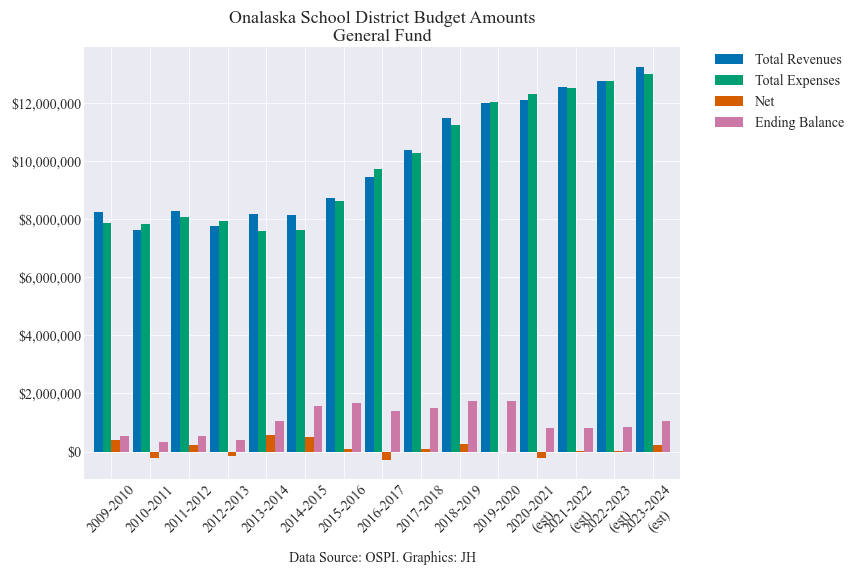 Onalaska School District Budget Amounts
General Fund
Total Revenues
Total Expenses
Net
Ending Balance
$12,000,000
$10,000,000
$8,000,000
$6,000,000
$4,000,000
$2,000,000
$0
2009-2010
2010-2011
2011-2012
2012-2013
2013-2014
2014-2015
2015-2016
2016-2017
2017-2018
2018-2019
2019-2020
2020-2021
(est)
2021-2022
(est)
2022-2023
(est)
2023-2024
(est)
Data Source: OSPI. Graphics: JH